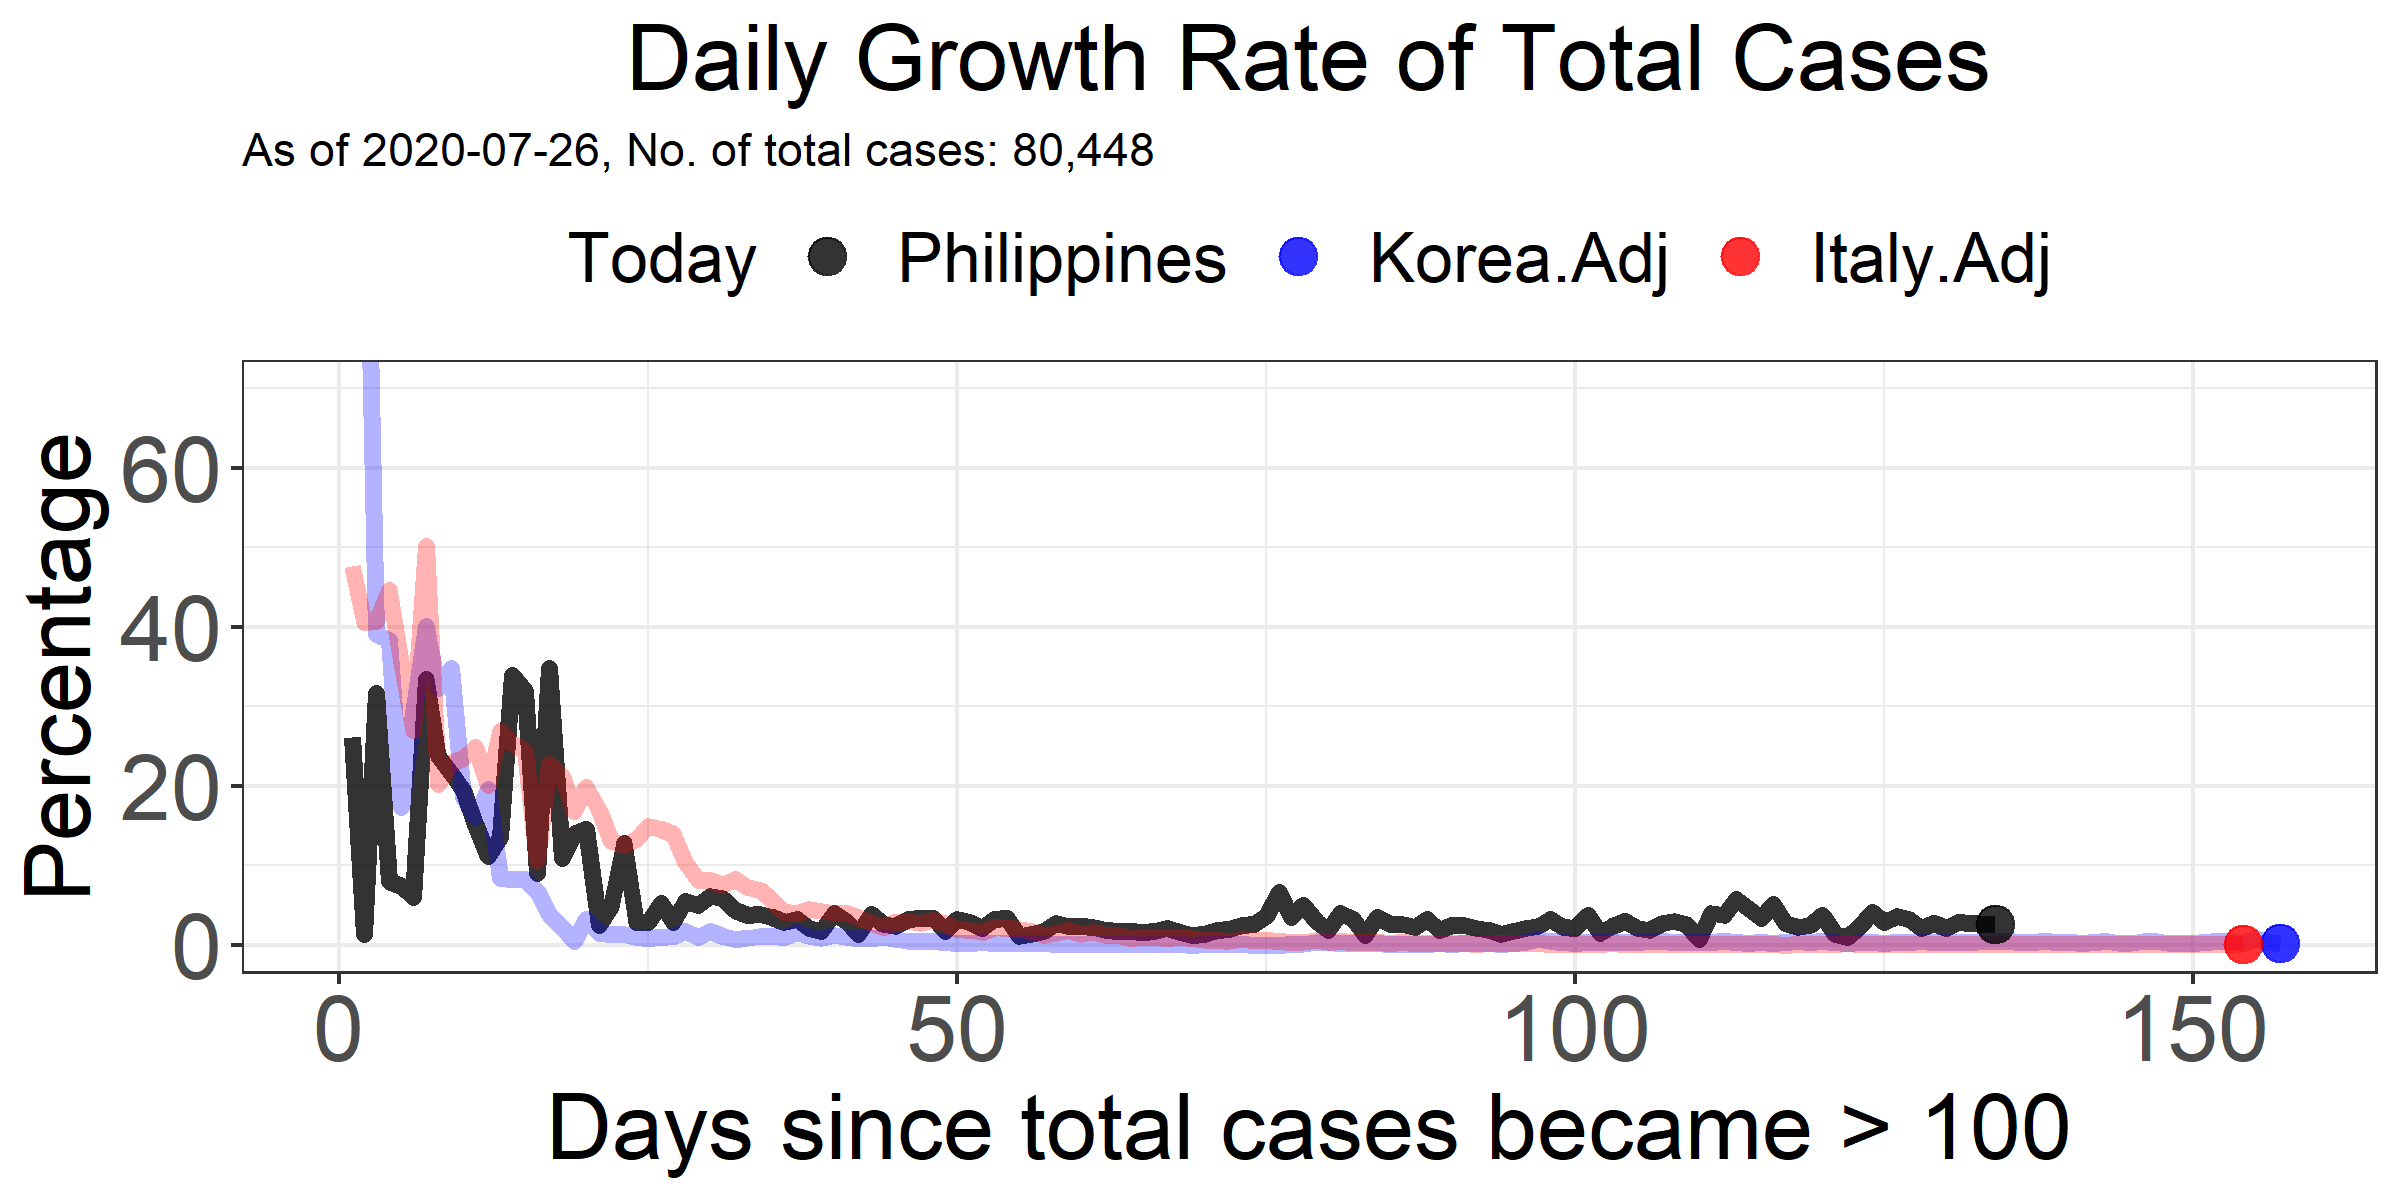 Daily Growth Rate of Total Cases
As of 2020-07-26, No. of total cases: 80,448
Today Philippines Korea.Adj Italy.Adj
Percentage
60
40
20
0
0 50 100 150
Days since total cases became > 100